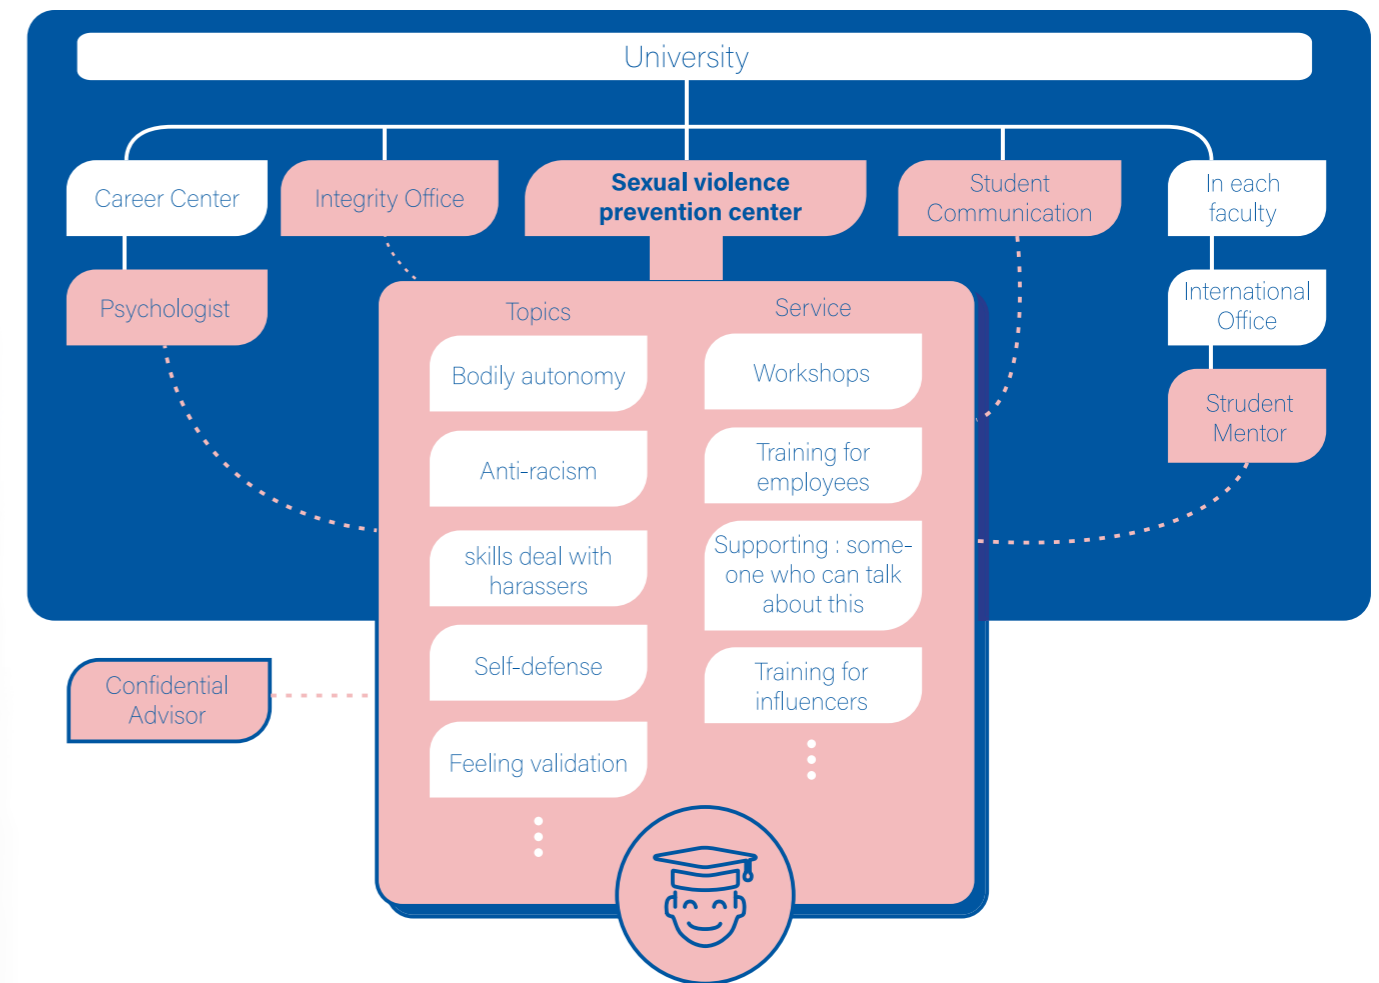 University
Career Center
Integrity Office
Sexual violence
prevention center
Student
Communication
In each
faculty
Psychologist
International
Office
Strudent
Mentor
Topics
Bodily autonomy
Anti-racism
skills deal with
harassers
Self-defense
Feeling validation
Service
Workshops
Training for
employees
Supporting : some-
one who can talk
about this
Training for
influencers
Confidential
Advisor